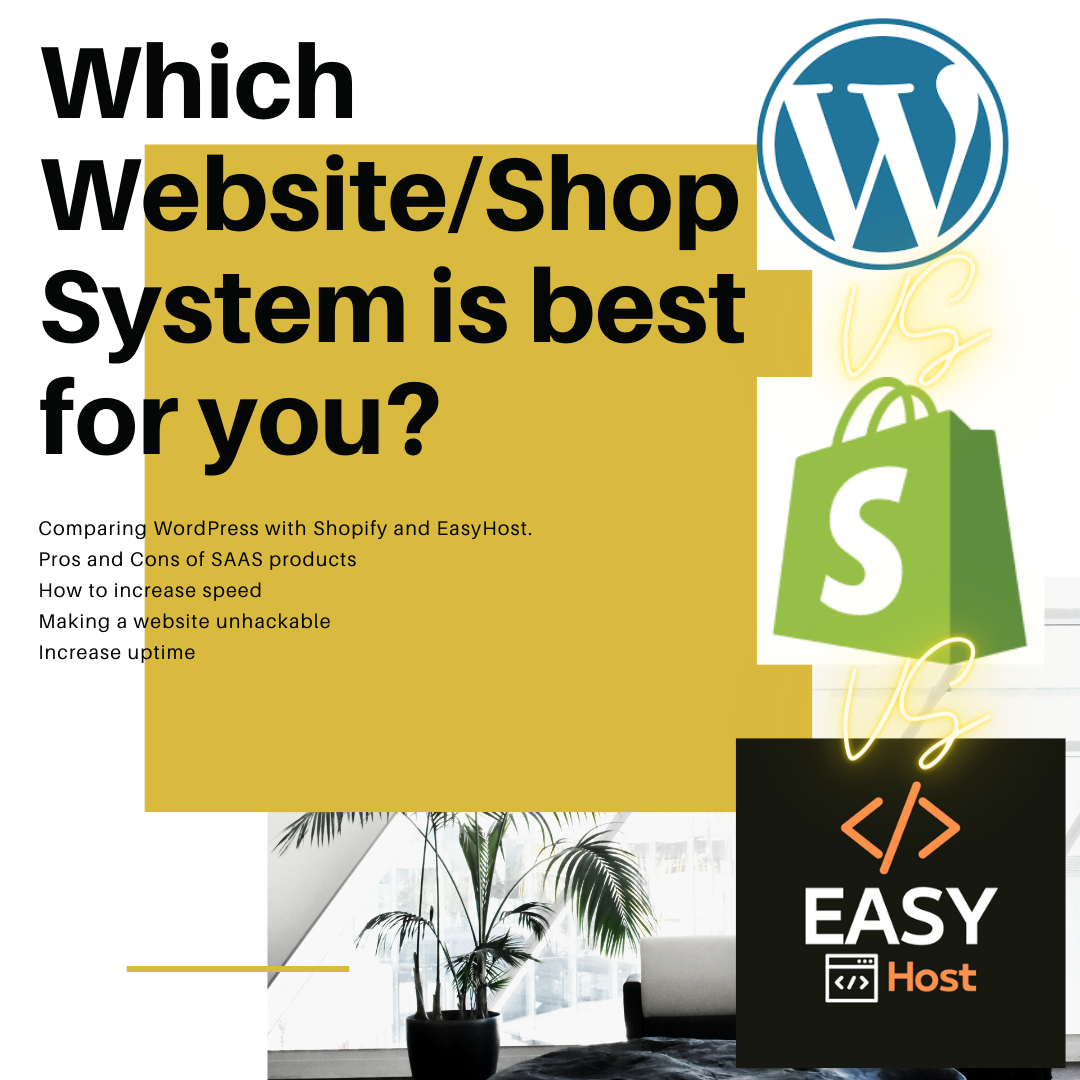 Which
Website/Shop
System is best
for you?
Comparing WordPress with Shopify and EasyHost.
Pros and Cons of SAAS products
How to increase speed
Making a website unhackable
Increase uptime
W
VS
S
VS
</>
EASY
</> Host